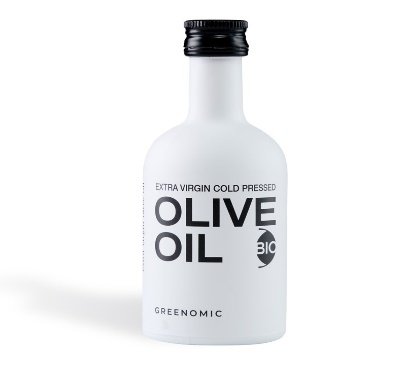 EXTRA VIRGIN COLD PRESSED
OLIVE
OIL
BIO
GREENOMIC